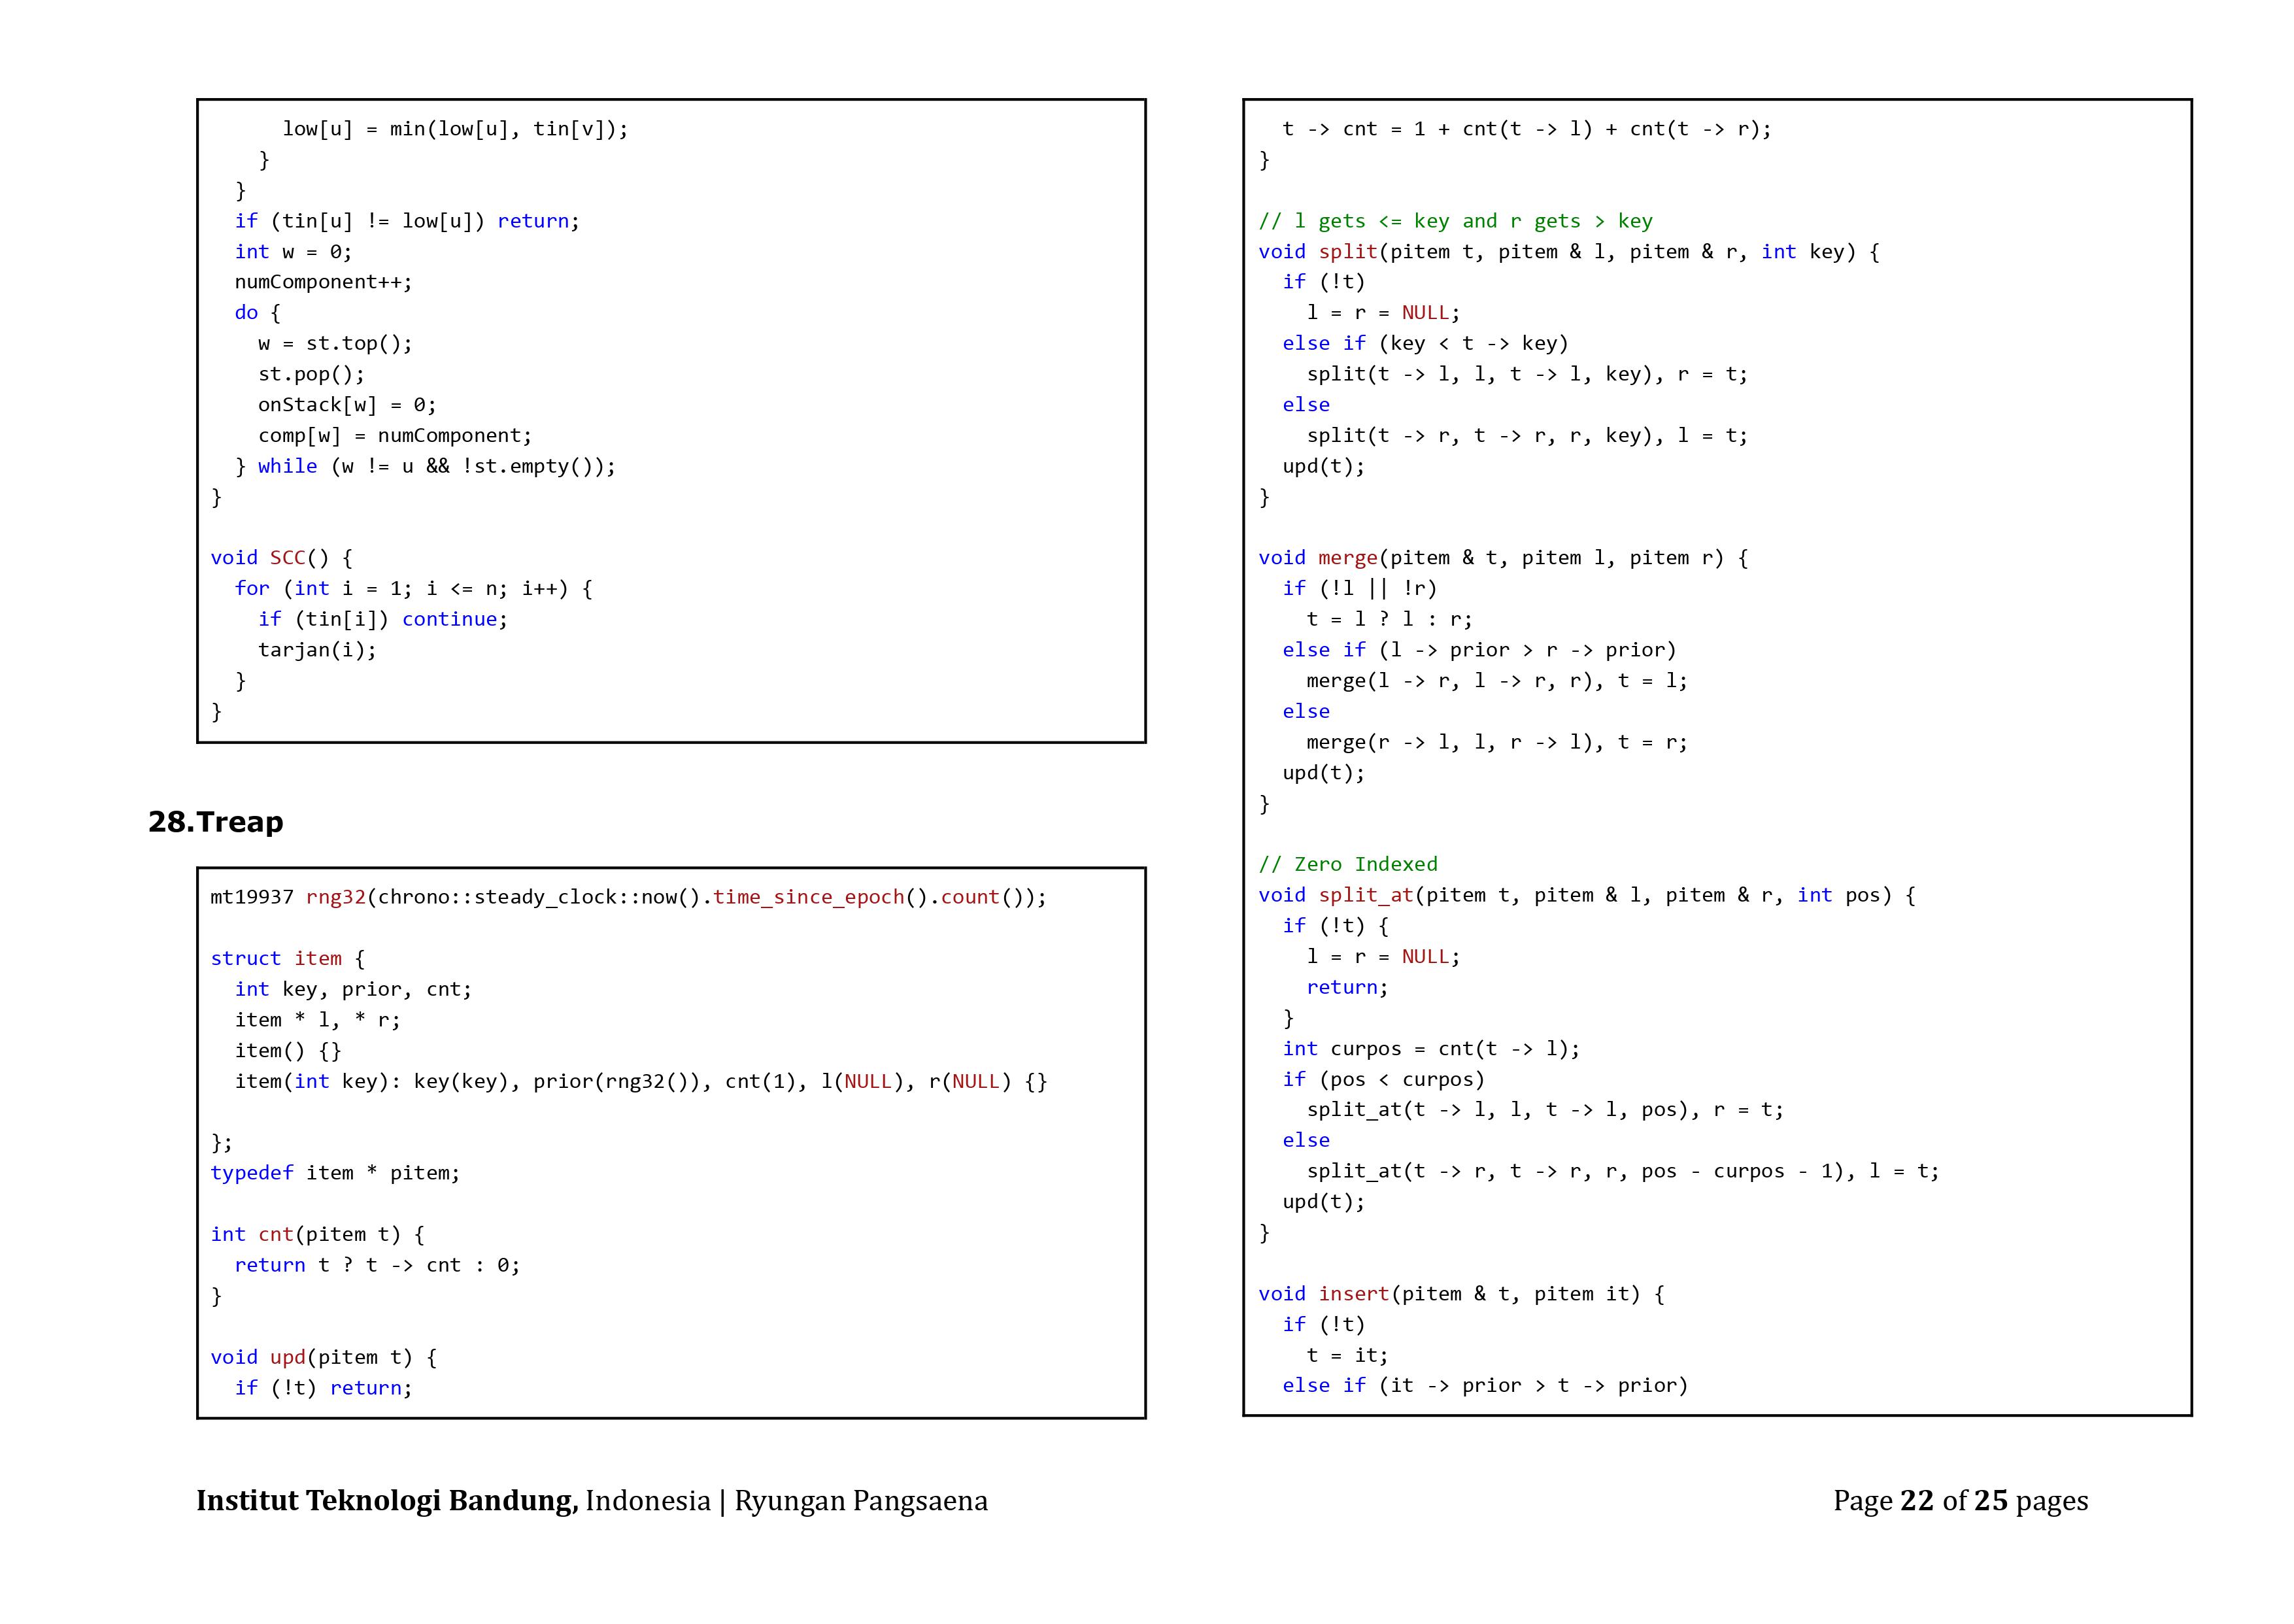 low[u] = min(low[u], tin[v]);
    }
  }
  if (tin[u] != low[u]) return;
  int w = 0;
  numComponent++;
  do {
    w = st.top();
    st.pop();
    onStack[w] = 0;
    comp[w] = numComponent;
  } while (w != u && !st.empty());
}

void SCC() {
  for (int i = 1; i <= n; i++) {
    if (tin[i]) continue;
    tarjan(i);
  }
}

28.Treap

mt19937 rng32(chrono::steady_clock::now().time_since_epoch().count());

struct item {
  int key, prior, cnt;
  item * l, * r;
  item() {}
  item(int key): key(key), prior(rng32()), cnt(1), l(NULL), r(NULL) {}

};
typedef item * pitem;

int cnt(pitem t) {
  return t ? t -> cnt : 0;
}

void upd(pitem t) {
  if (!t) return;
  t -> cnt = 1 + cnt(t -> l) + cnt(t -> r);
}

// l gets <= key and r gets > key
void split(pitem t, pitem & l, pitem & r, int key) {
  if (!t)
    l = r = NULL;
  else if (key < t -> key)
    split(t -> l, l, t -> l, key), r = t;
  else
    split(t -> r, t -> r, r, key), l = t;
  upd(t);
}

void merge(pitem & t, pitem l, pitem r) {
  if (!l || !r)
    t = l ? l : r;
  else if (l -> prior > r -> prior)
    merge(l -> r, l -> r, r), t = l;
  else
    merge(r -> l, l, r -> l), t = r;
  upd(t);
}

// Zero Indexed
void split_at(pitem t, pitem & l, pitem & r, int pos) {
  if (!t) {
    l = r = NULL;
    return;
  }
  int curpos = cnt(t -> l);
  if (pos < curpos)
    split_at(t -> l, l, t -> l, pos), r = t;
  else
    split_at(t -> r, t -> r, r, pos - curpos - 1), l = t;
  upd(t);
}

void insert(pitem & t, pitem it) {
  if (!t)
    t = it;
  else if (it -> prior > t -> prior)

Institut Teknologi Bandung, Indonesia | Ryungan Pangsaena
Page 22 of 25 pages